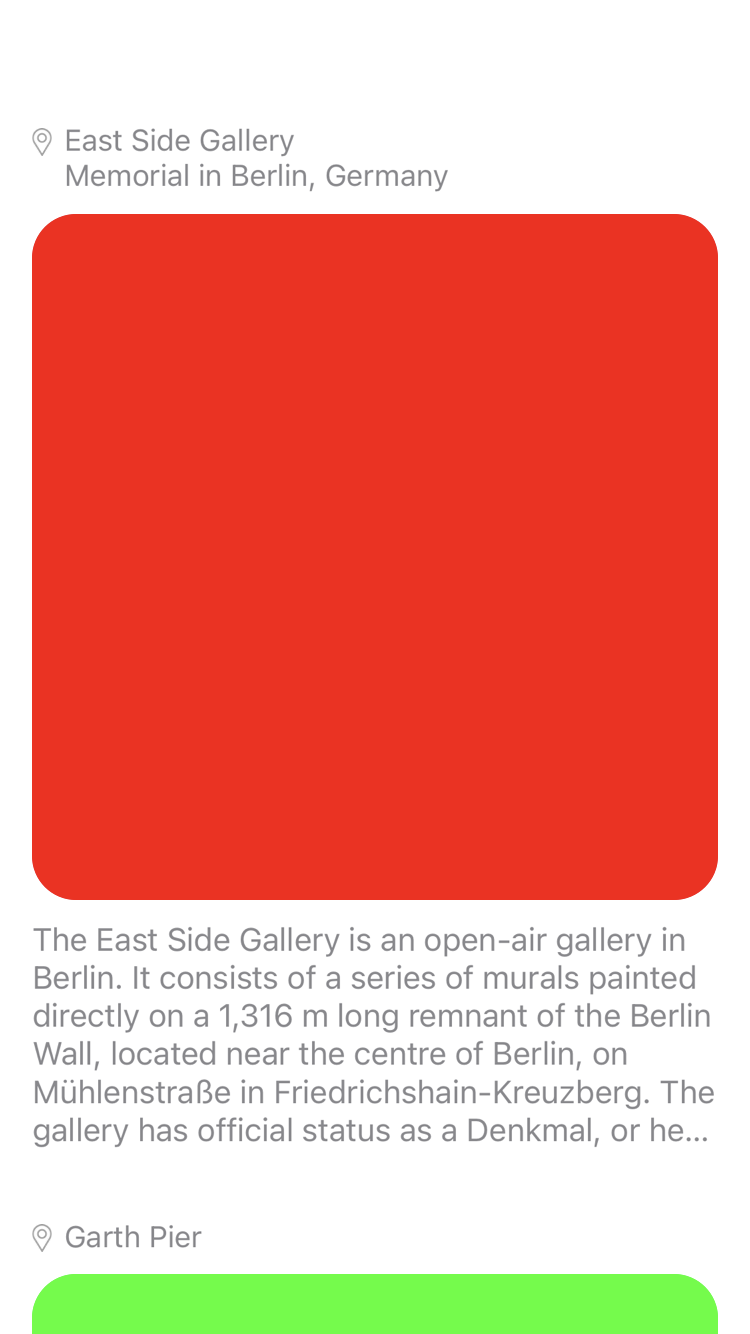 East Side Gallery
Memorial in Berlin, Germany
The East Side Gallery is an open-air gallery in
Berlin. It consists of a series of murals painted
directly on a 1,316 m long remnant of the Berlin
Wall, located near the centre of Berlin, on
Mühlenstraße in Friedrichshain-Kreuzberg. The
gallery has official status as a Denkmal, or he...
Garth Pier